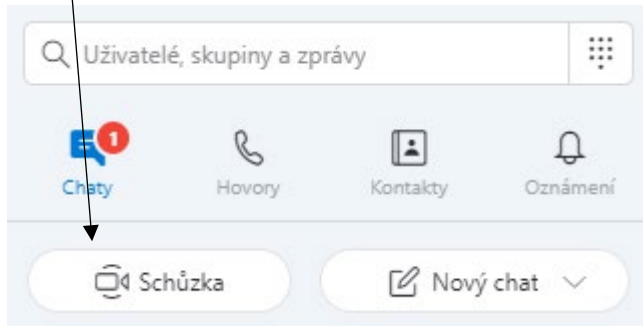 Uživatelé, skupiny a zprávy
1
Chaty Hovory Kontakty Oznámení
Schůzka Nový chat